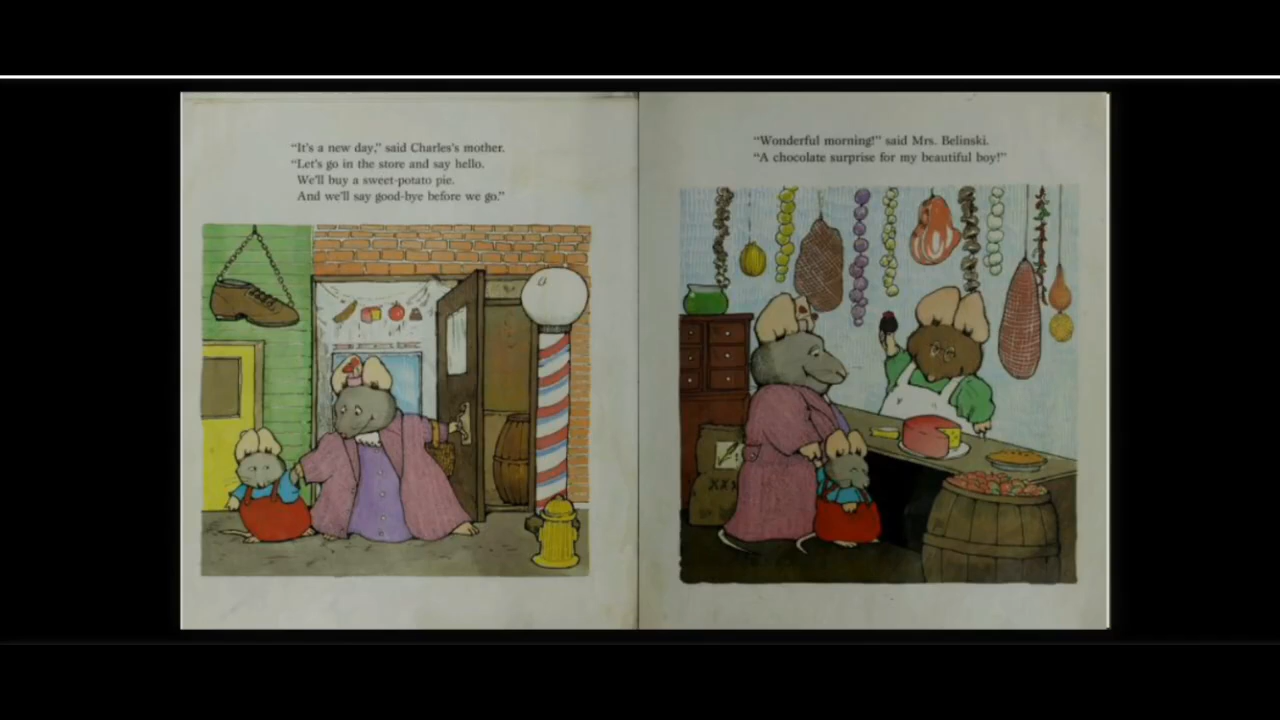 “It's a new day,” said Charles's mother.
“Let's go in the store and say hello.
We'll buy a sweet-potato pie.
And we'll say good-bye before we go.”
“Wonderful morning!” said Mrs. Belinski.
“A chocolate surprise for my beautiful boy!”
XXX